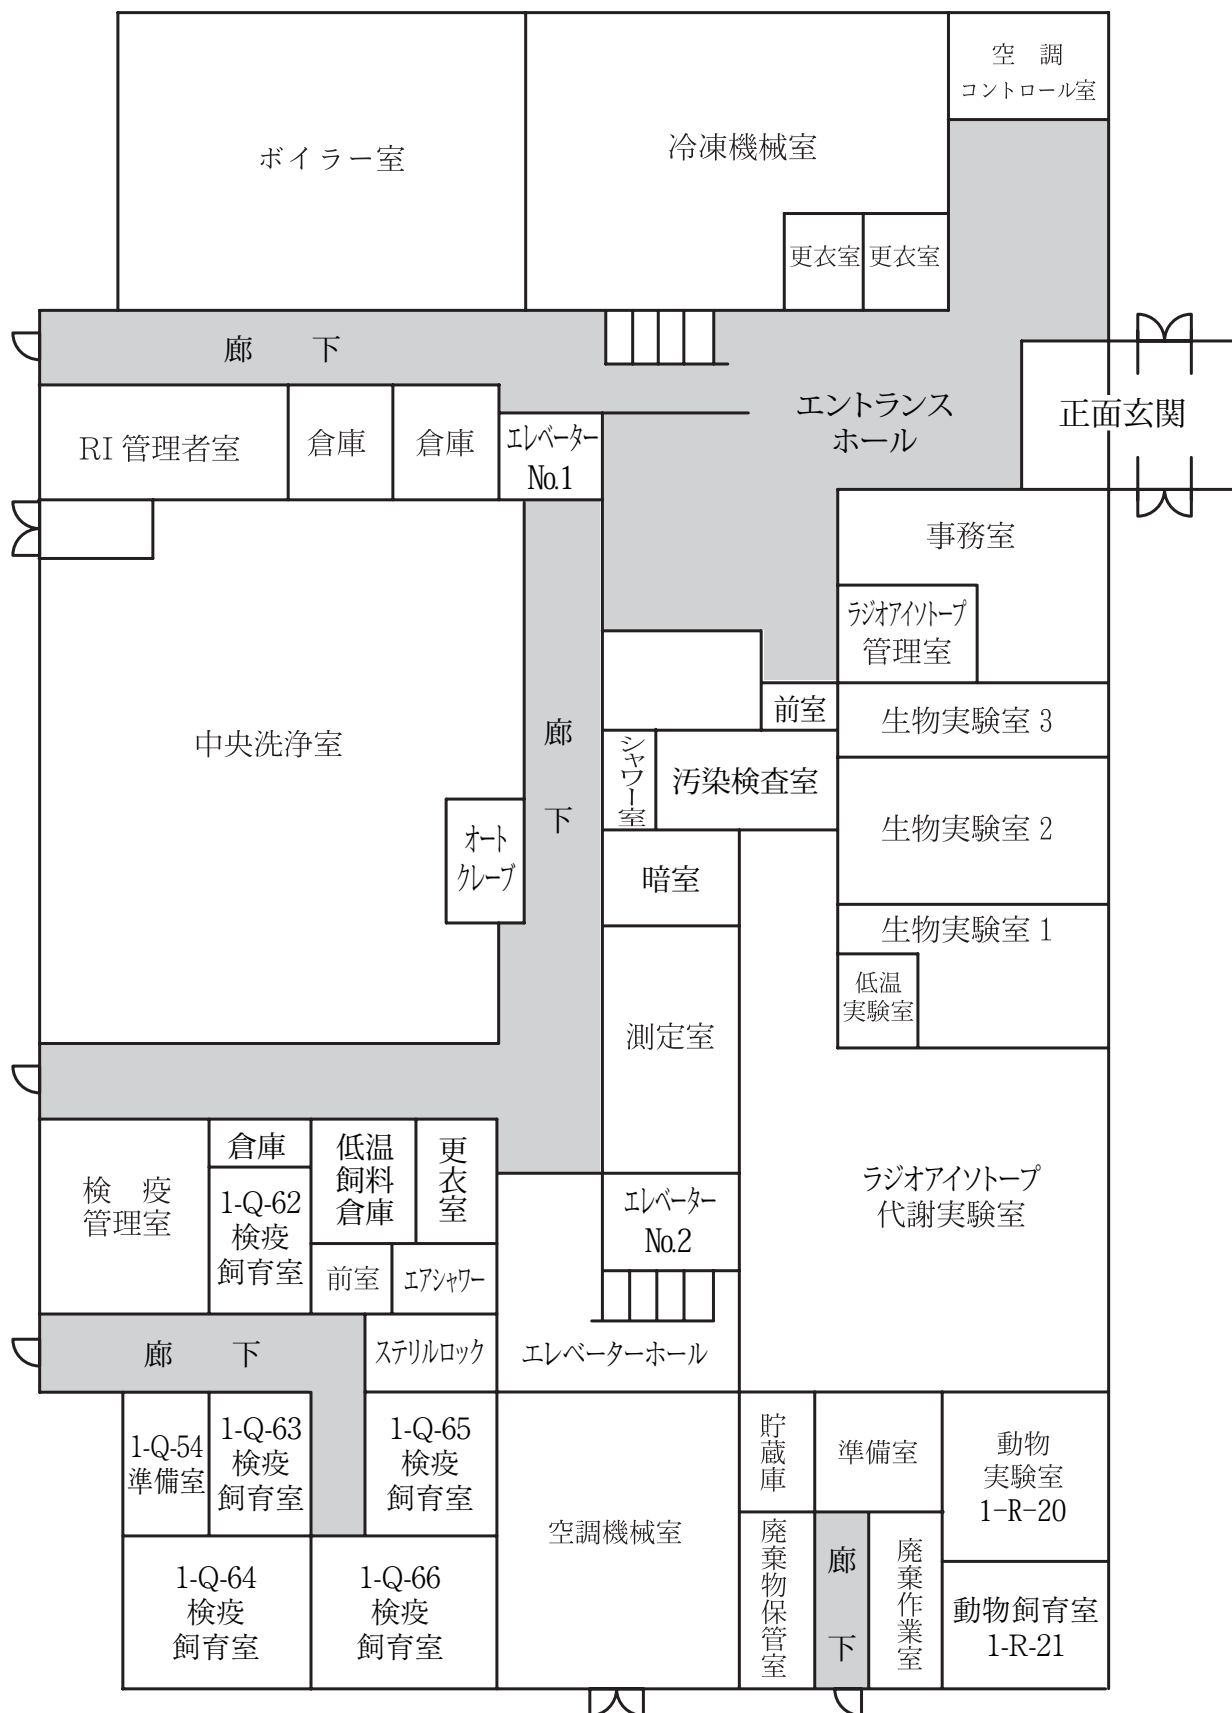 空　調
コントロール室
ボイラー室
冷凍機械室
更衣室
更衣室
廊　下
エントランス
ホール
正面玄関
RI 管理者室
倉庫
倉庫
エレベーター
No.1
事務室
ラジオアイソトープ
管理室
中央洗浄室
廊
下
前室
生物実験室 3
シャワー室
汚染検査室
オート
クレーブ
暗室
生物実験室 2
生物実験室 1
低温
実験室
測定室
検　疫
管理室
倉庫
1-Q-62
検疫
飼育室
低温
飼料
倉庫
更衣室
前室
エアシャワー
エレベーター
No.2
ラジオアイソトープ
代謝実験室
廊　下
ステリルロック
エレベーターホール
1-Q-54
準備室
1-Q-63
検疫
飼育室
1-Q-65
検疫
飼育室
空調機械室
貯蔵庫
準備室
動物
実験室
1-R-20
1-Q-64
検疫
飼育室
1-Q-66
検疫
飼育室
廃棄物保管室
廊
下
廃棄作業室
動物飼育室
1-R-21